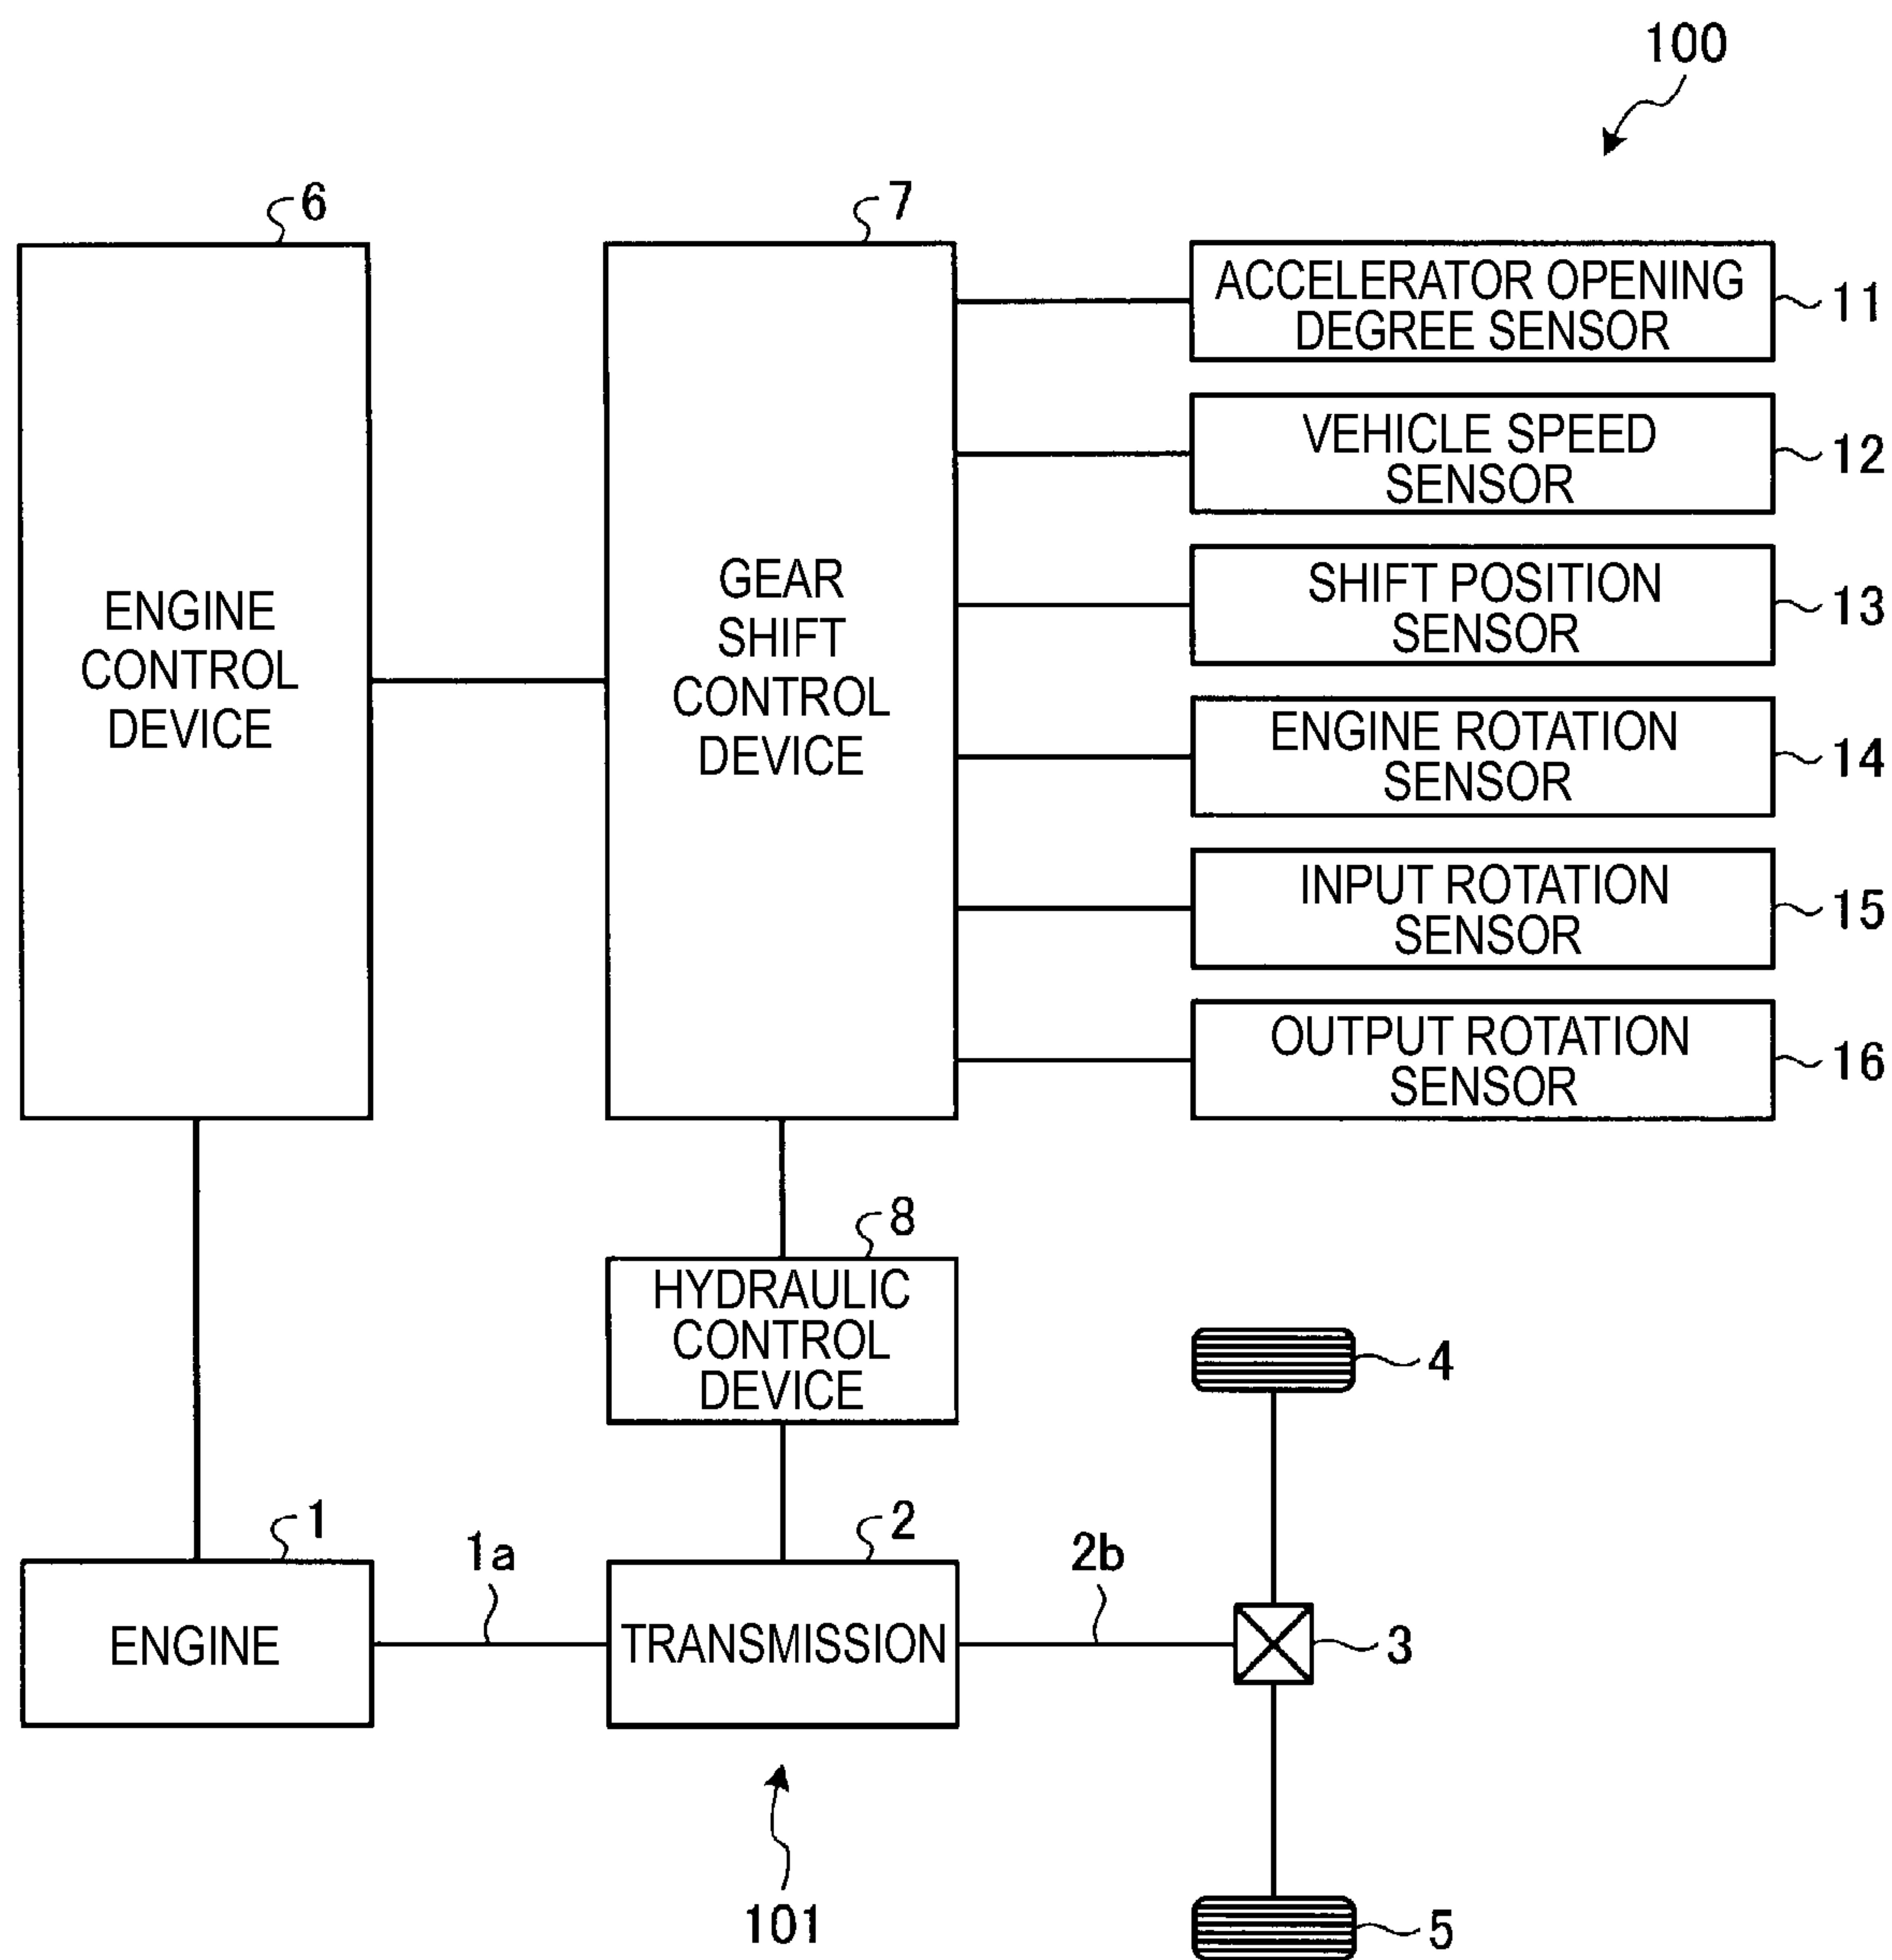 100
6
7
ENGINE
CONTROL
DEVICE
GEAR
SHIFT
CONTROL
DEVICE
ACCELERATOR OPENING
DEGREE SENSOR
11
VEHICLE SPEED
SENSOR
12
SHIFT POSITION
SENSOR
13
ENGINE ROTATION
SENSOR
14
INPUT ROTATION
SENSOR
15
OUTPUT ROTATION
SENSOR
16
8
HYDRAULIC
CONTROL
DEVICE
4
1
1a
2
2b
ENGINE
TRANSMISSION
3
101
5